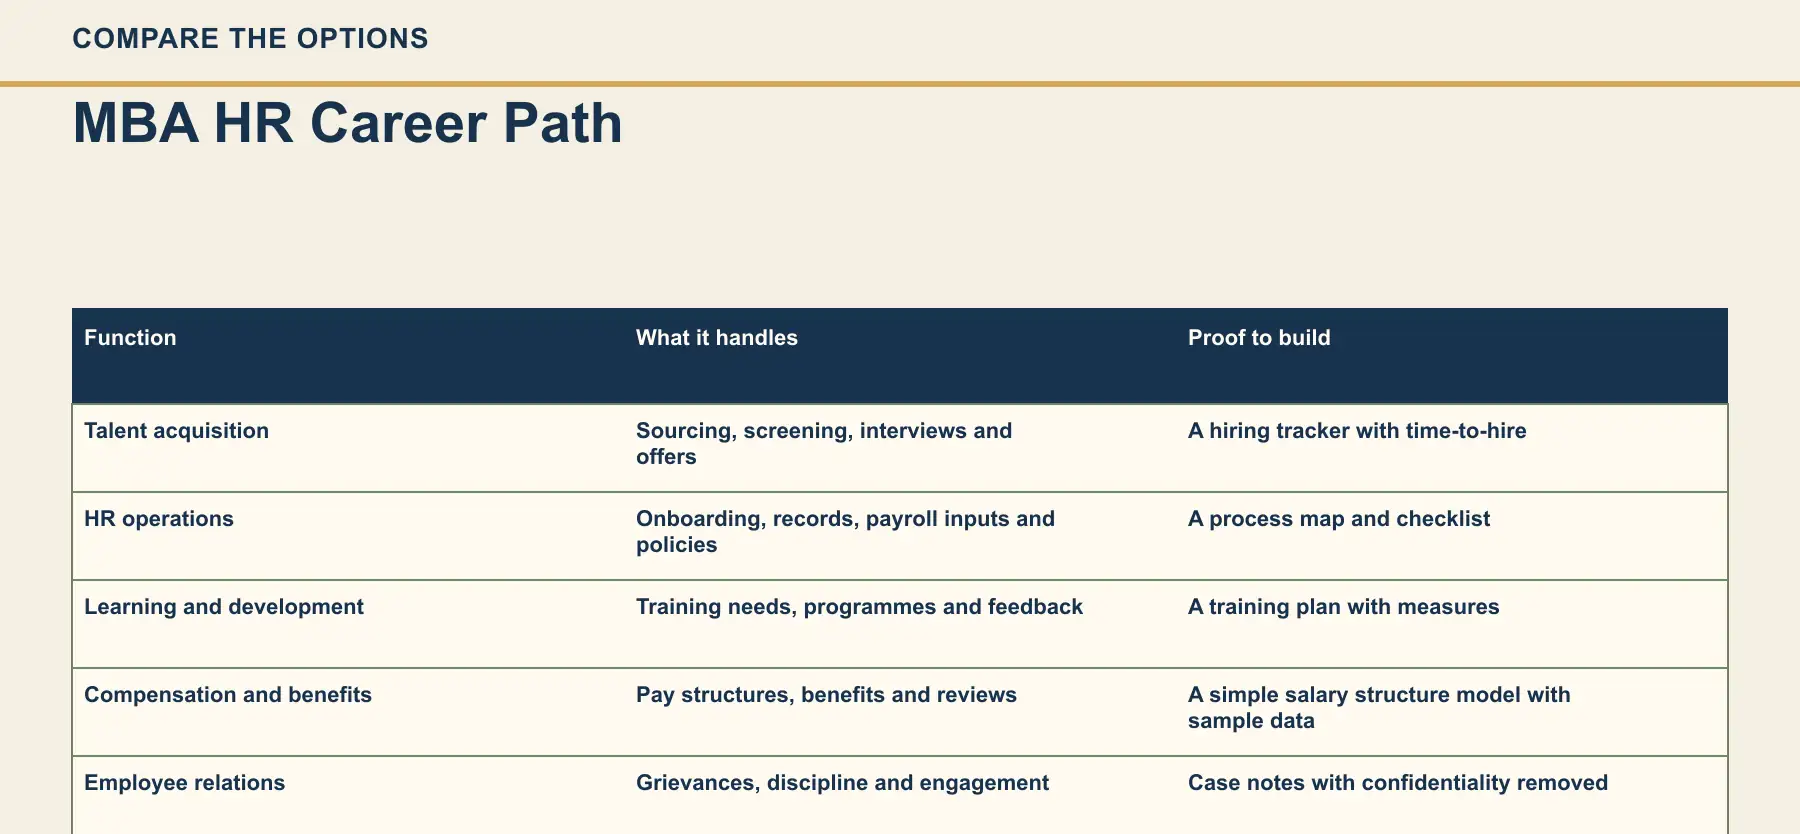 COMPARE THE OPTIONS
MBA HR Career Path
Function
What it handles
Proof to build
Talent acquisition
Sourcing, screening, interviews and
offers
A hiring tracker with time-to-hire
HR operations
Onboarding, records, payroll inputs and
policies
A process map and checklist
Learning and development
Training needs, programmes and feedback
A training plan with measures
Compensation and benefits
Pay structures, benefits and reviews
A simple salary structure model with
sample data
Employee relations
Grievances, discipline and engagement
Case notes with confidentiality removed